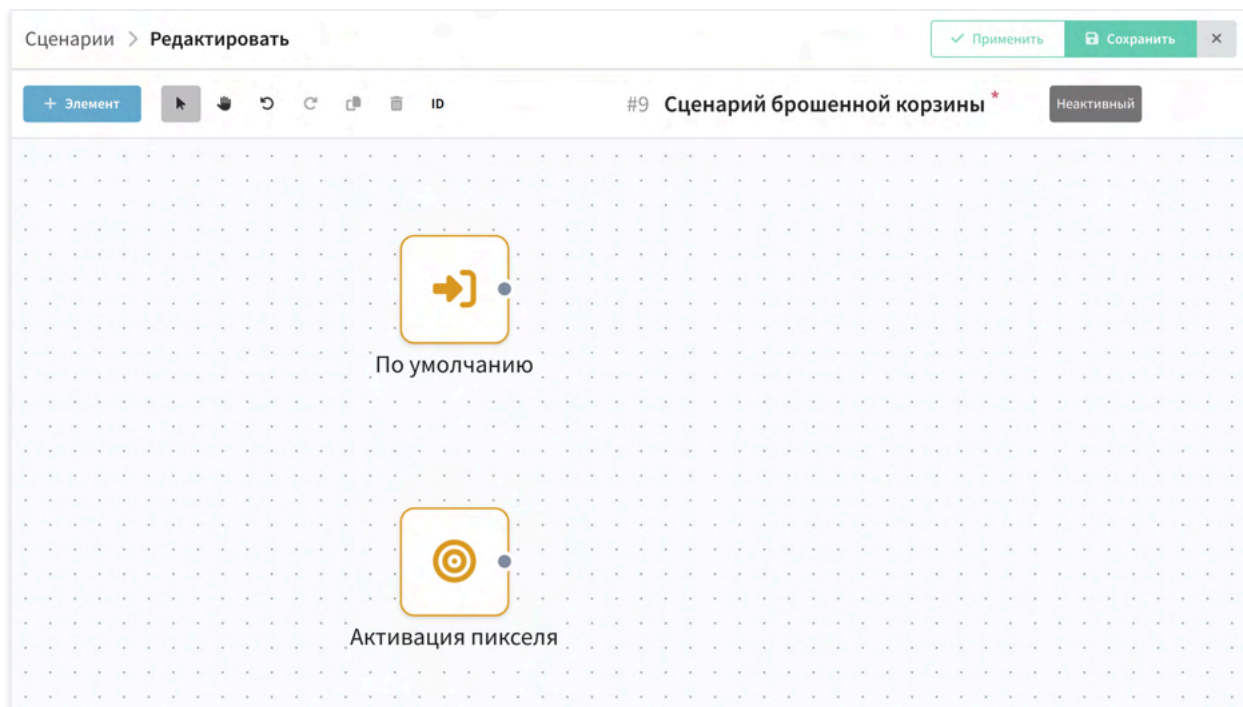 Сценарии > Редактировать
Применить
Сохранить
+ Элемент
ID
#9 Сценарий брошенной корзины *
Неактивный
По умолчанию
Активация пикселя